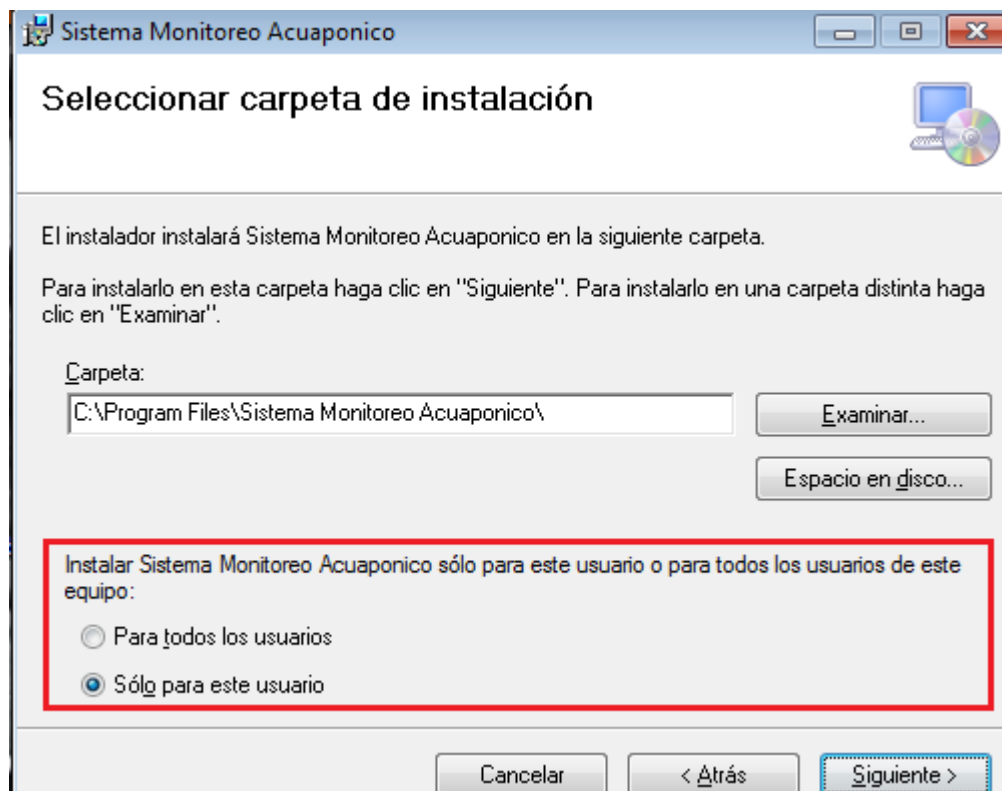 Sistema Monitoreo Acuaponico
Seleccionar carpeta de instalación
El instalador instalará Sistema Monitoreo Acuaponico en la siguiente carpeta.
Para instalarlo en esta carpeta haga clic en "Siguiente". Para instalarlo en una carpeta distinta haga
clic en "Examinar".
Carpeta:
C:\Program Files\Sistema Monitoreo Acuaponico\
Examinar...
Espacio en disco...
Instalar Sistema Monitoreo Acuaponico sólo para este usuario o para todos los usuarios de este
equipo:
Para todos los usuarios
Sólo para este usuario
Cancelar
< Atrás
Siguiente >